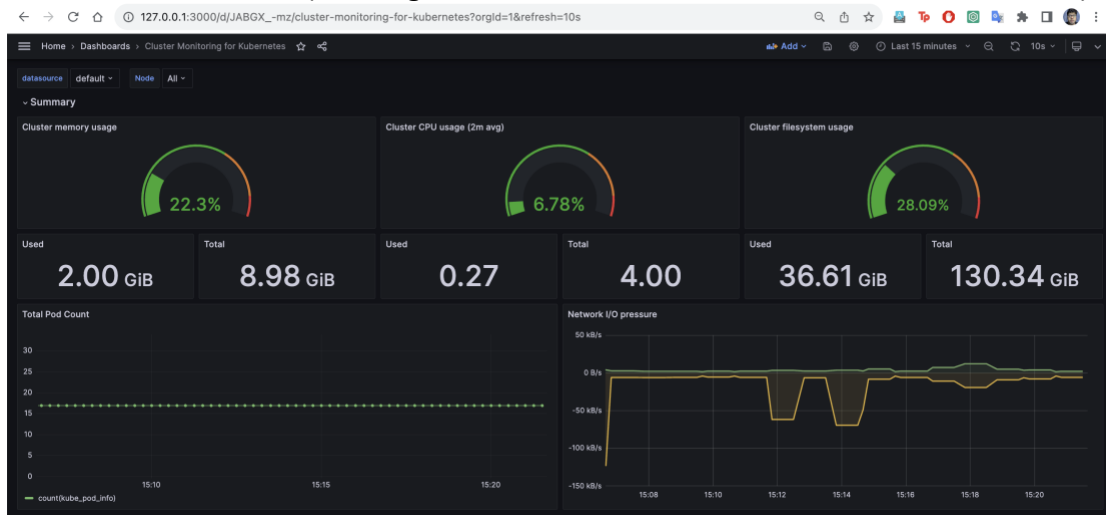 127.0.0.1:3000/d/JABGX_-mz/cluster-monitoring-for-kubernetes?orgId=1&refresh=10s
Home › Dashboards › Cluster Monitoring for Kubernetes
Add
Last 15 minutes
10s
datasource default Node All
Summary
Cluster memory usage
Cluster CPU usage (2m avg)
Cluster filesystem usage
22.3%
6.78%
28.09%
Used
Total
Used
Total
Used
Total
2.00 GiB
8.98 GiB
0.27
4.00
36.61 GiB
130.34 GiB
Total Pod Count
30
25
20
15
10
5
0
15:10 15:15 15:20
count(kube_pod_info)
Network I/O pressure
50 kB/s
0 B/s
-50 kB/s
-100 kB/s
-150 kB/s
15:08 15:10 15:12 15:14 15:16 15:18 15:20